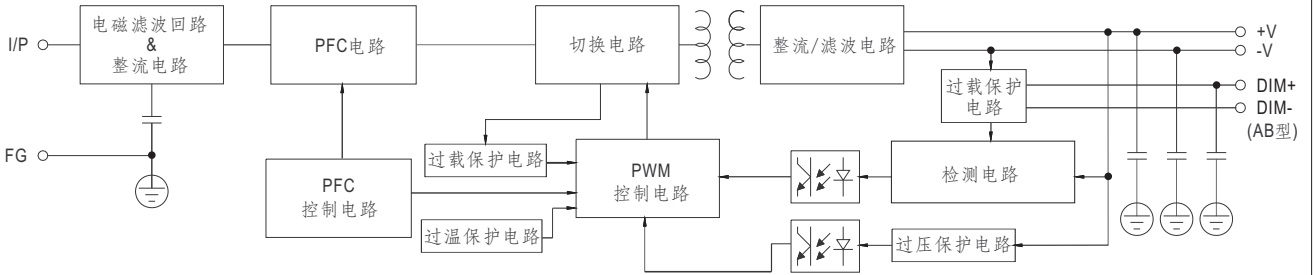 I/P
电磁滤波回路
&
整流电路
PFC电路
切换电路
整流/滤波电路
+V
-V
过载保护
电路
DIM+
DIM-
(AB型)
FG
过载保护电路
PFC
控制电路
PWM
控制电路
检测电路
过温保护电路
过压保护电路